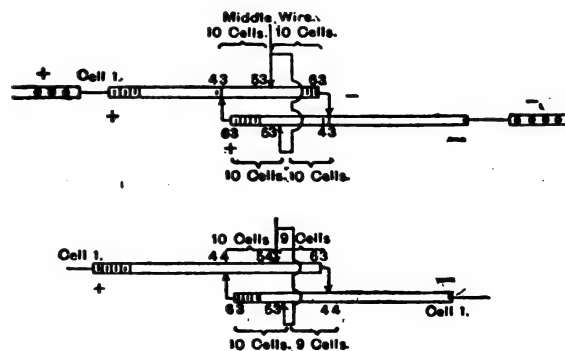 Middle Wire.
10 Cells. 10 Cells.
+ Cell 1. 43 53 63 −
+ −
63 53 43
+ −
10 Cells. 10 Cells.
10 Cells 9 Cells
Cell 1. 44 54 63
+ −
63 53 44 Cell 1.
10 Cells. 9 Cells.